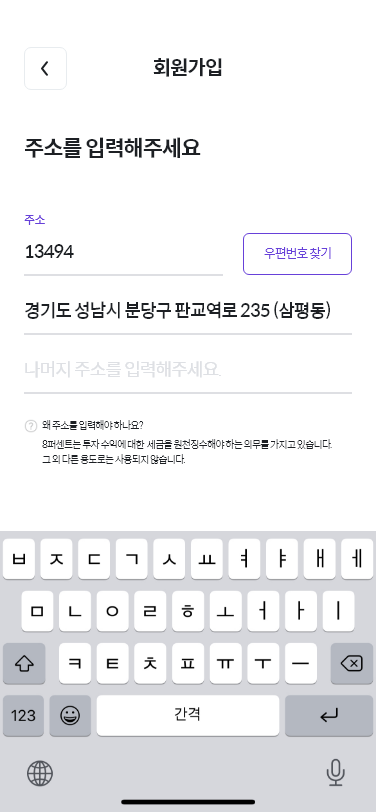 회원가입
주소를 입력해주세요
주소
13494
우편번호 찾기
경기도 성남시 분당구 판교역로 235 (삼평동)
나머지 주소를 입력해주세요.
? 왜 주소를 입력해야 하나요?
8퍼센트는 투자 수익에 대한 세금을 원천징수해야 하는 의무를 가지고 있습니다.
그 외 다른 용도로는 사용되지 않습니다.
ㅂ ㅈ ㄷ ㄱ ㅅ ㅛ ㅕ ㅑ ㅐ ㅔ
ㅁ ㄴ ㅇ ㄹ ㅎ ㅗ ㅓ ㅏ ㅣ
ㅋ ㅌ ㅊ ㅍ ㅠ ㅜ ㅡ
123 간격